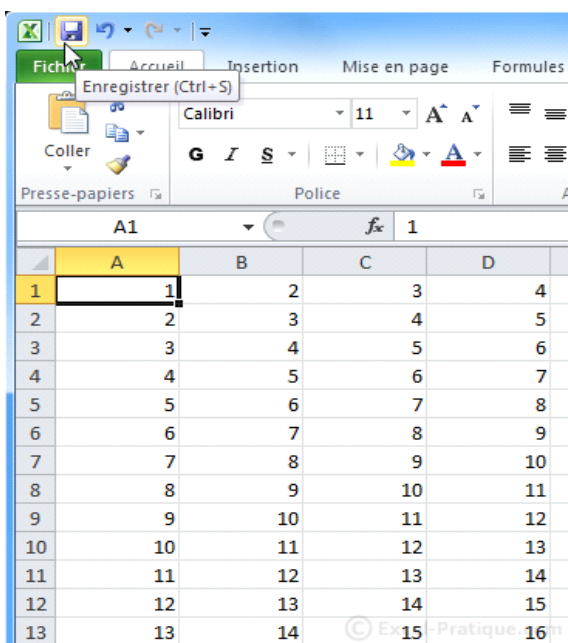 Fichier Accueil Insertion Mise en page Formules
Enregistrer (Ctrl+S)
Calibri 11 A A
Coller
G I S A
Presse-papiers Police
A1 fx 1
A B C D
1 1 2 3 4
2 2 3 4 5
3 3 4 5 6
4 4 5 6 7
5 5 6 7 8
6 6 7 8 9
7 7 8 9 10
8 8 9 10 11
9 9 10 11 12
10 10 11 12 13
11 11 12 13 14
12 12 13 14 15
13 13 14 15 16
© Excel-Pratique.com